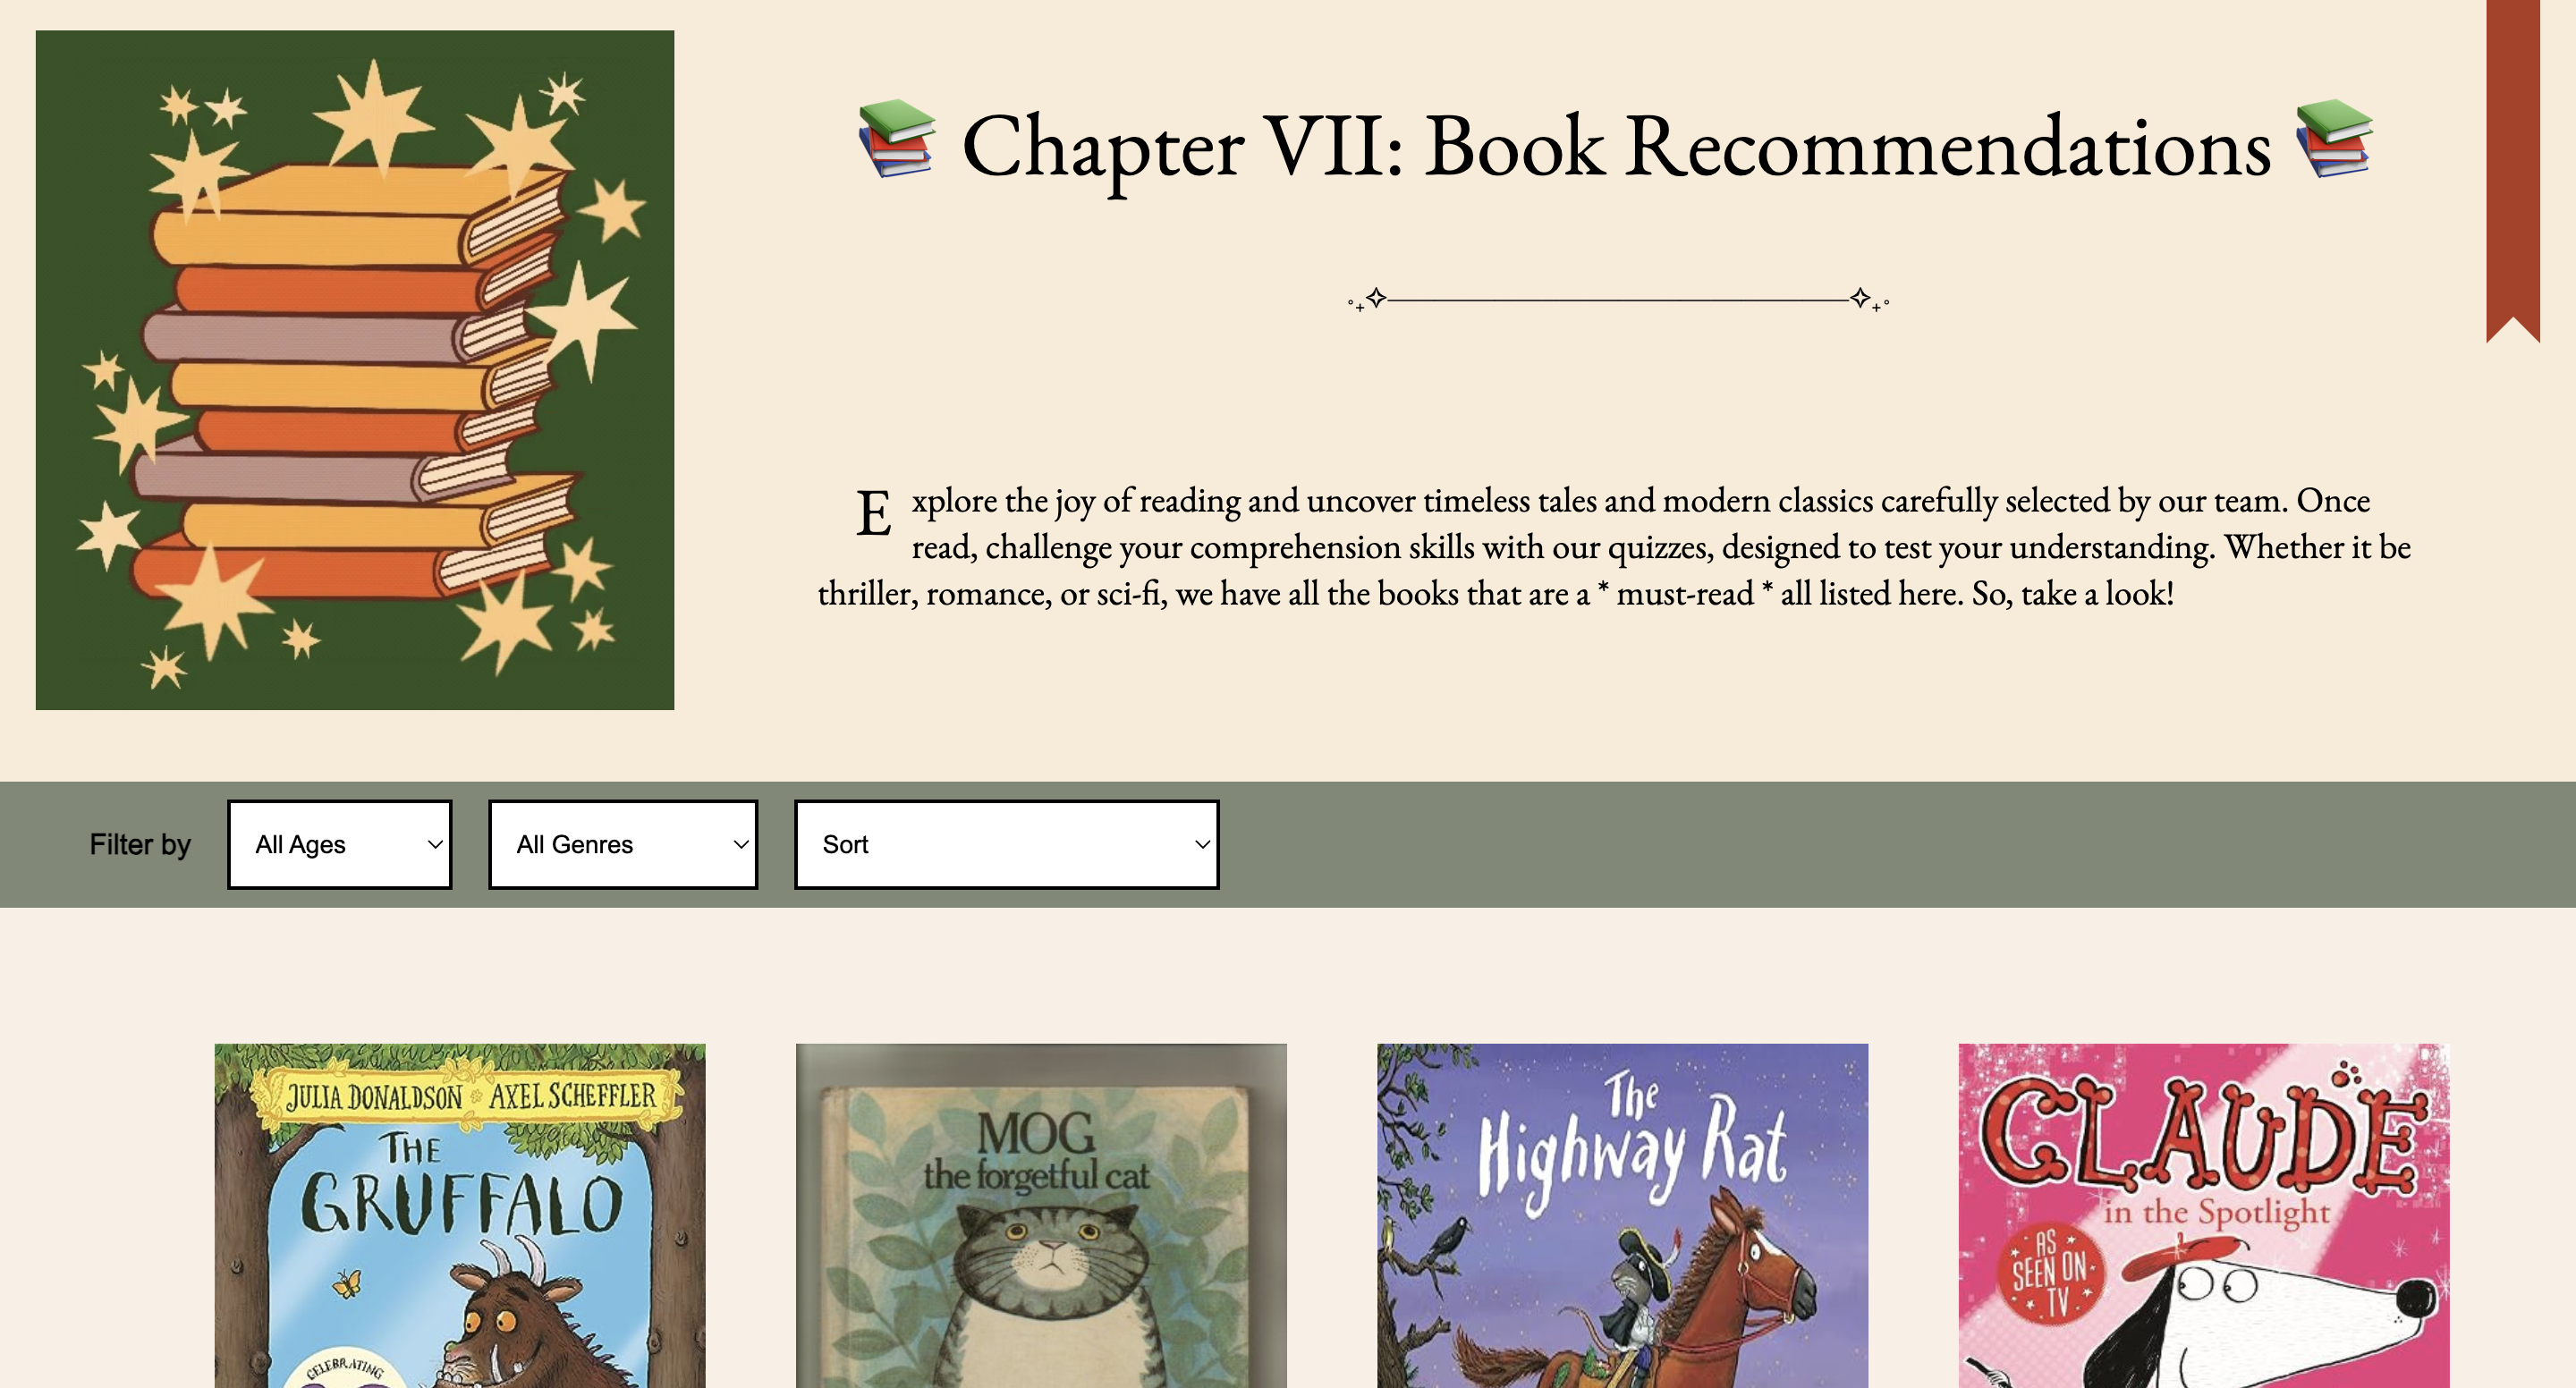 📚 Chapter VII: Book Recommendations 📚
Explore the joy of reading and uncover timeless tales and modern classics carefully selected by our team. Once
read, challenge your comprehension skills with our quizzes, designed to test your understanding. Whether it be
thriller, romance, or sci-fi, we have all the books that are a * must-read * all listed here. So, take a look!
Filter by
All Ages
All Genres
Sort
JULIA DONALDSON AXEL SCHEFFLER
THE
GRUFFALO
CELEBRATING
MOG
the forgetful cat
The
Highway Rat
CLAUDE
in the Spotlight
AS
SEEN ON
TV